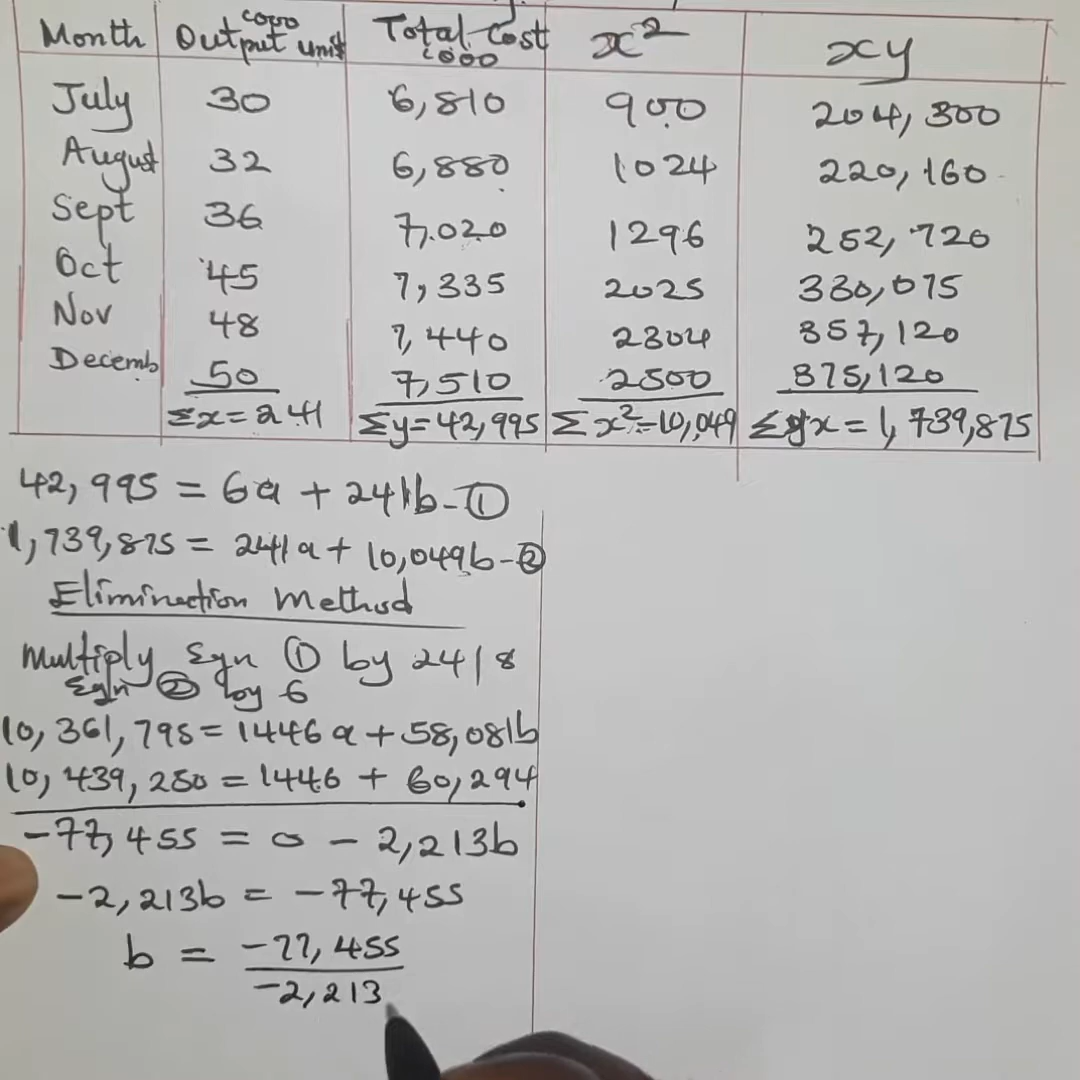 Month Output unit Total Cost x² xy
July 30 6,810 900 204,300
August 32 6,880 1024 220,160
Sept 36 7,020 1296 252,720
Oct 45 7,335 2025 330,075
Nov 48 7,440 2304 357,120
Decemb 50 7,510 2500 375,120
Σx=241 Σy=42,995 Σx²=10,049 Σyx=1,739,875
42,995 = 6a + 241b-①
1,739,875= 241a+ 10,049b-②
Elimination Method
Multiply Eqn ① by 241 &
Eqn ② by 6
10,361,795=1446a+58,081b
10,439,250=1446 + 60,294
-77,455 = 0 - 2,213b
-2,213b = -77,455
b = -77,455
-2,213